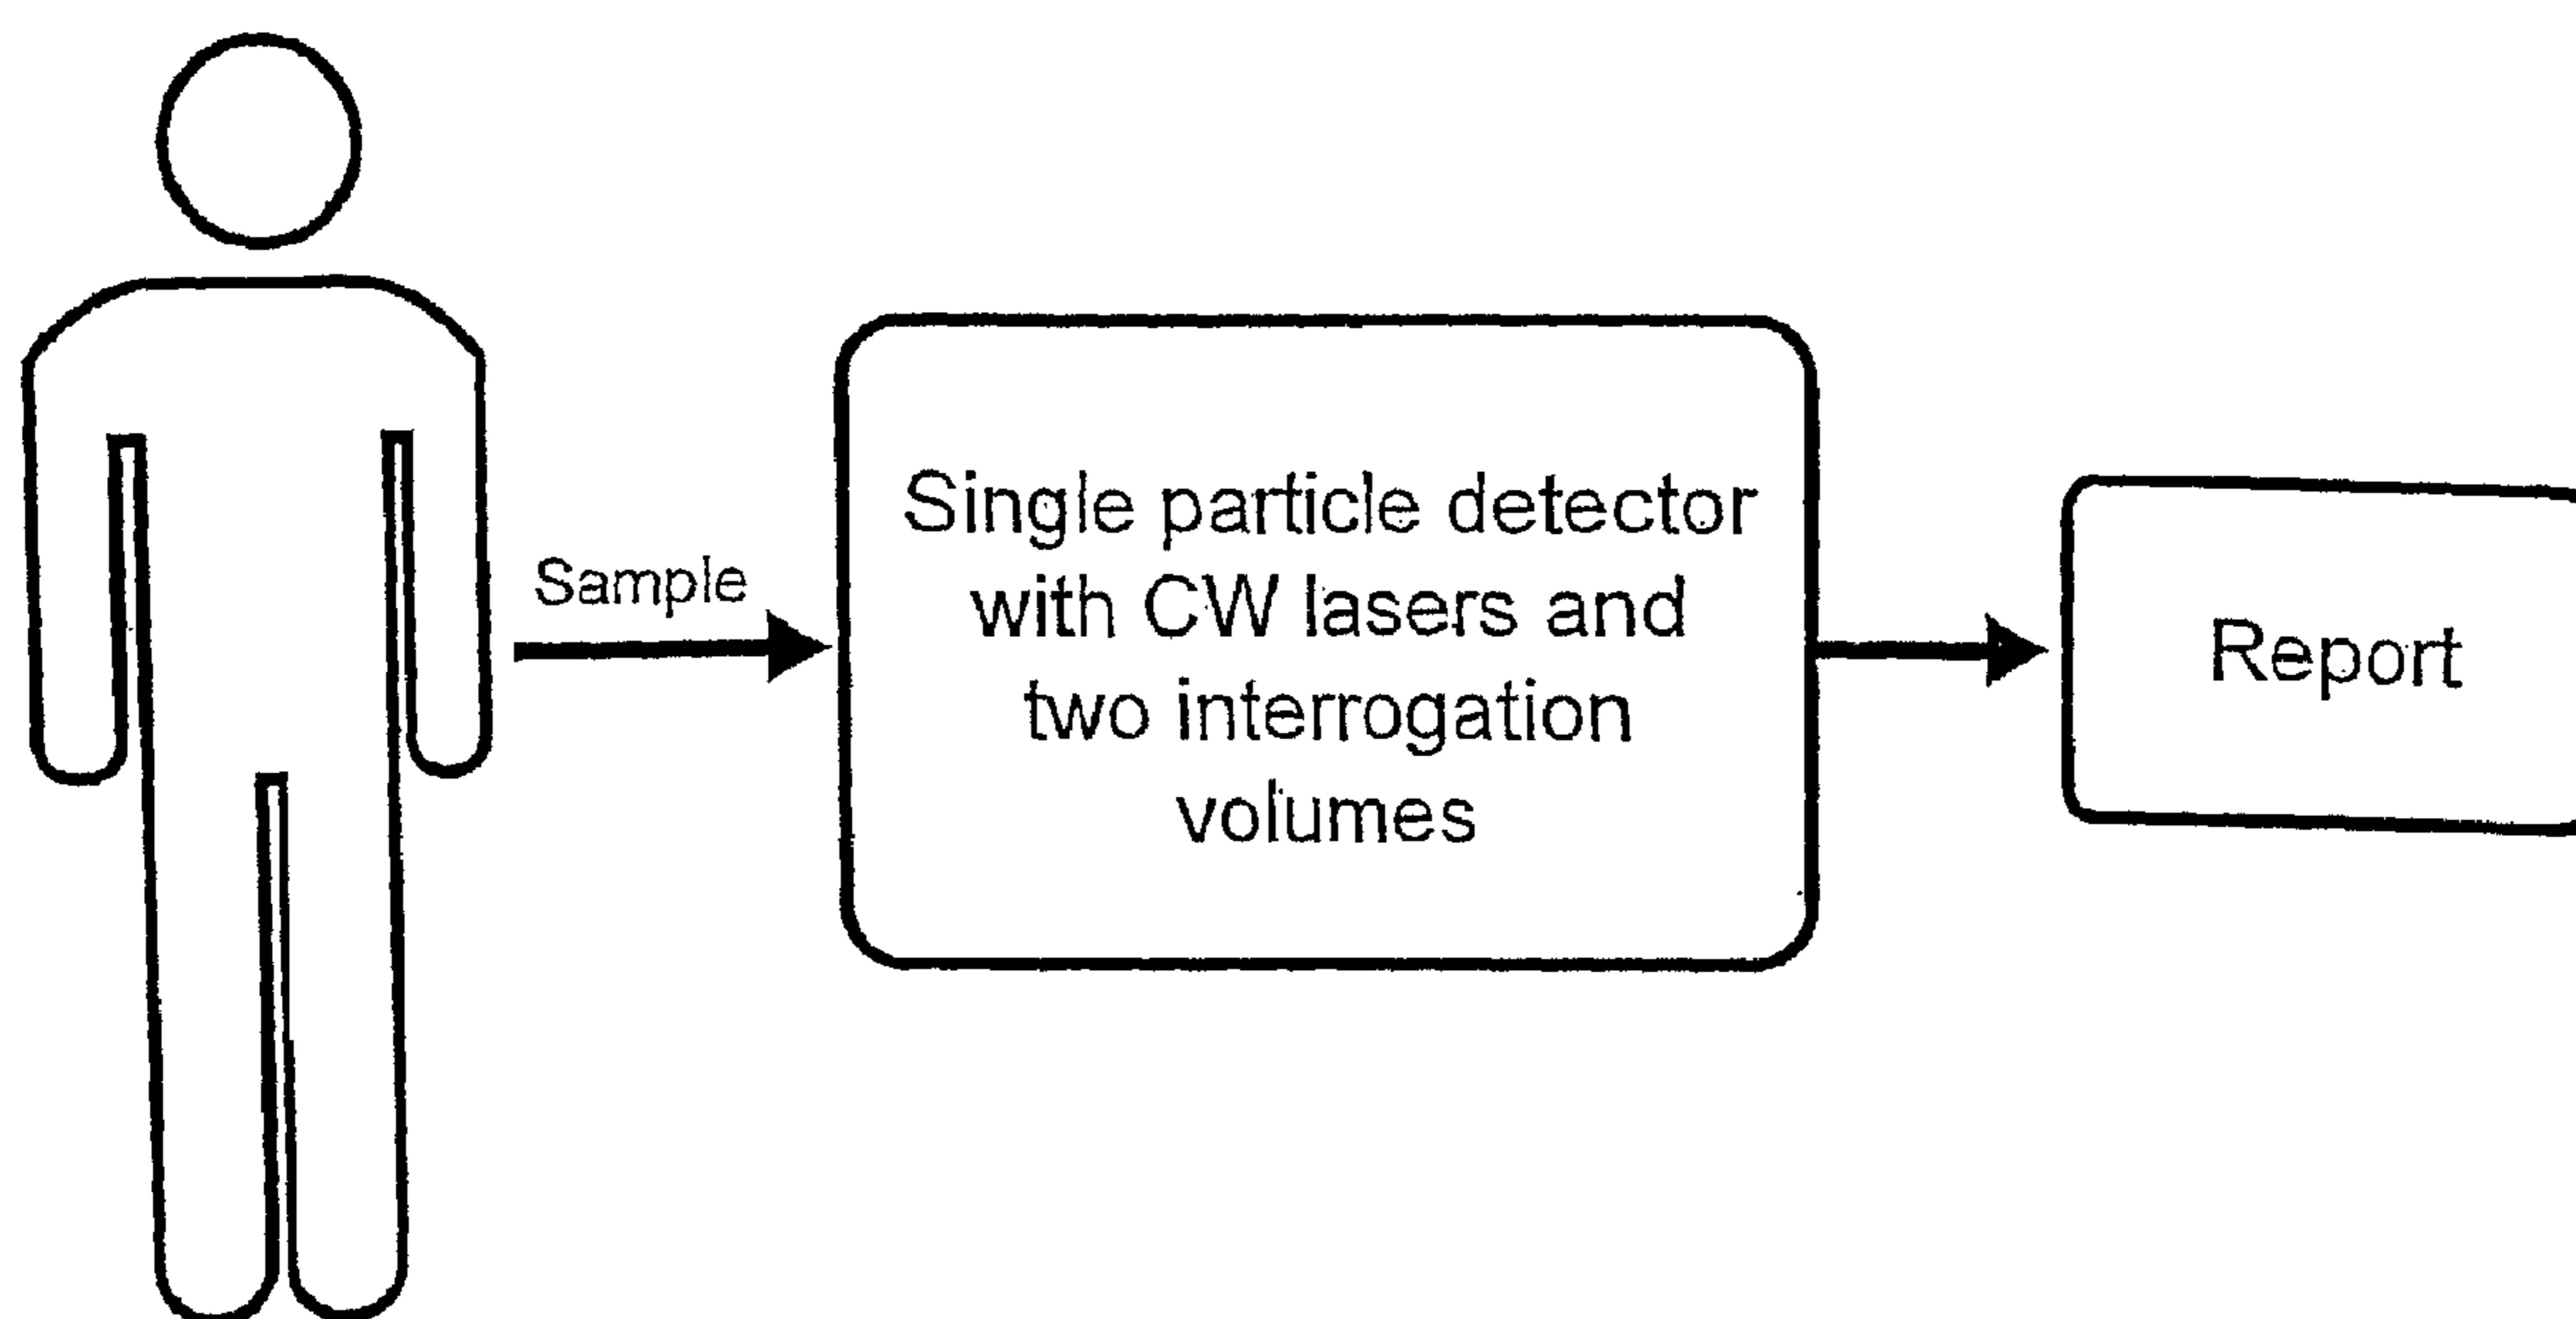 Sample
Single particle detector
with CW lasers and
two interrogation
volumes
Report